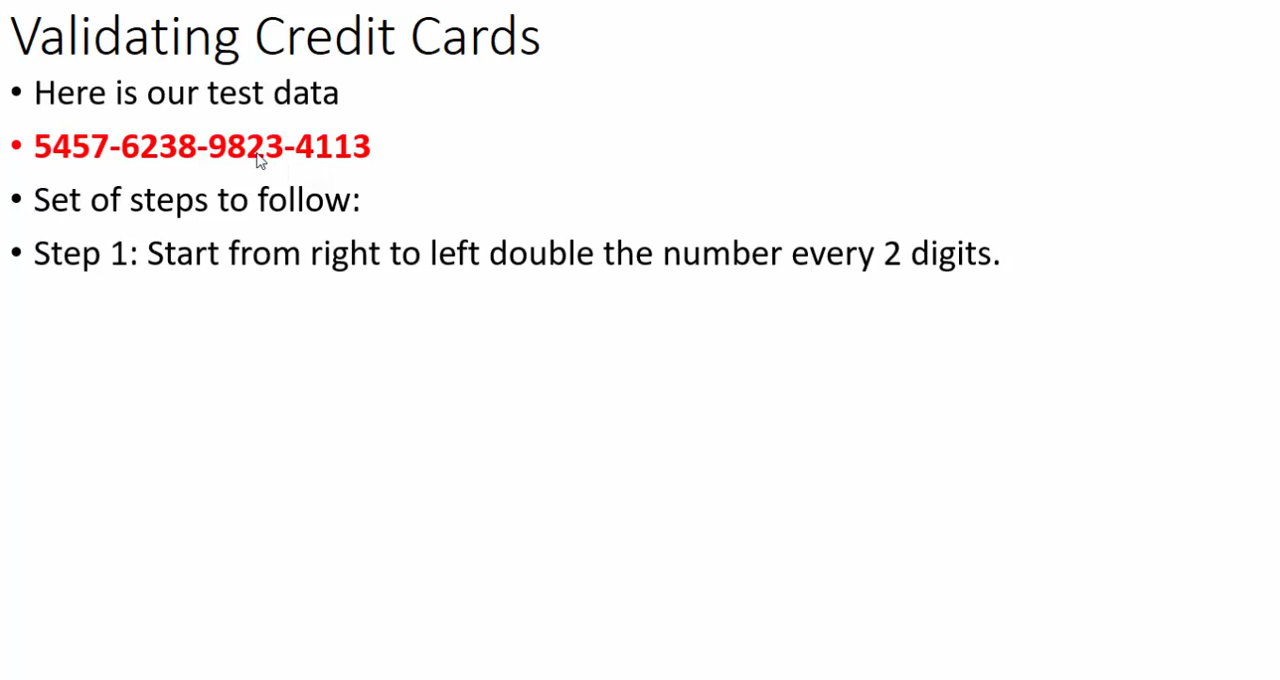 Validating Credit Cards
• Here is our test data
• 5457-6238-9823-4113
• Set of steps to follow:
• Step 1: Start from right to left double the number every 2 digits.